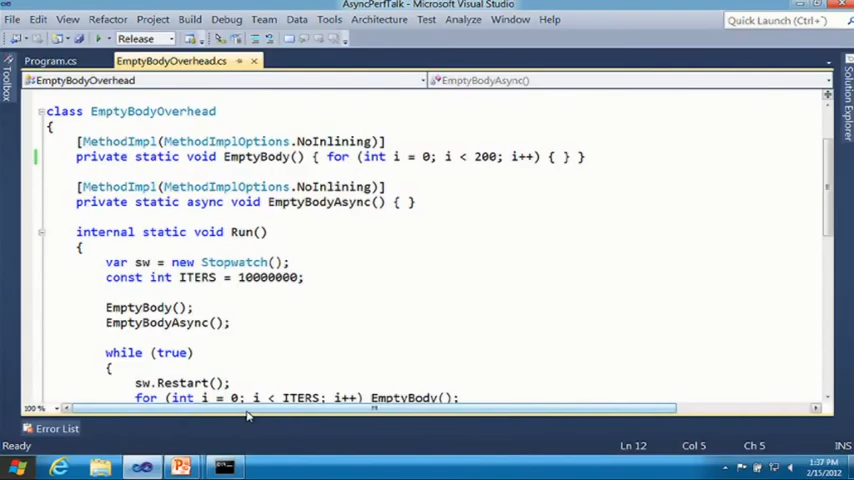 AsyncPerfTalk - Microsoft Visual Studio
File Edit Refactor Project Build Debug Team Data Tools Architecture Test Analyze Window Help
Release
Quick Launch (Ctrl+Q)
Program.cs EmptyBodyOverhead.cs
Toolbox
Solution Explorer
EmptyBodyOverhead EmptyBodyAsync()
class EmptyBodyOverhead
{
[MethodImpl(MethodImplOptions.NoInlining)]
private static void EmptyBody() { for (int i = 0; i < 200; i++) { } }
[MethodImpl(MethodImplOptions.NoInlining)]
private static async void EmptyBodyAsync() { }
internal static void Run()
{
var sw = new Stopwatch();
const int ITERS = 10000000;
EmptyBody();
EmptyBodyAsync();
while (true)
{
sw.Restart();
for (int i = 0; i < ITERS; i++) EmptyBody();
100 %
Error List
Ready Ln 12 Col 5 Ch 5 INS
1:37 PM
2/15/2012